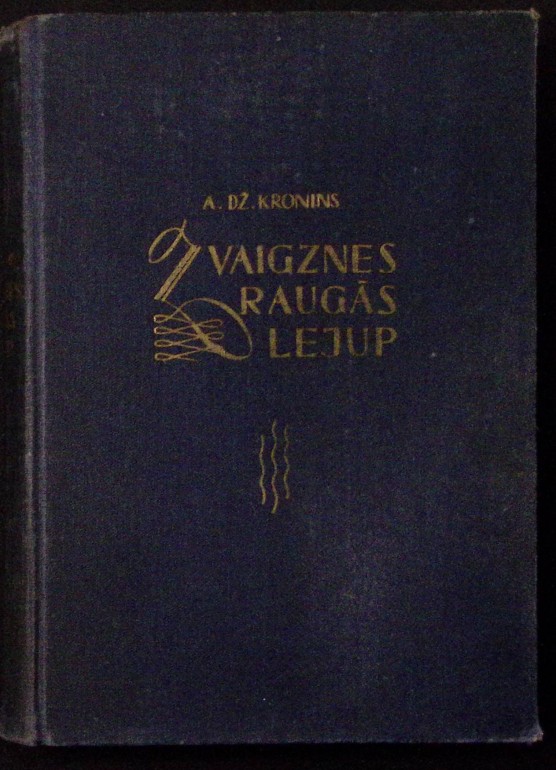 A. DŽ. KRONINS
ZVAIGZNES
RAUGĀS
LEJUP